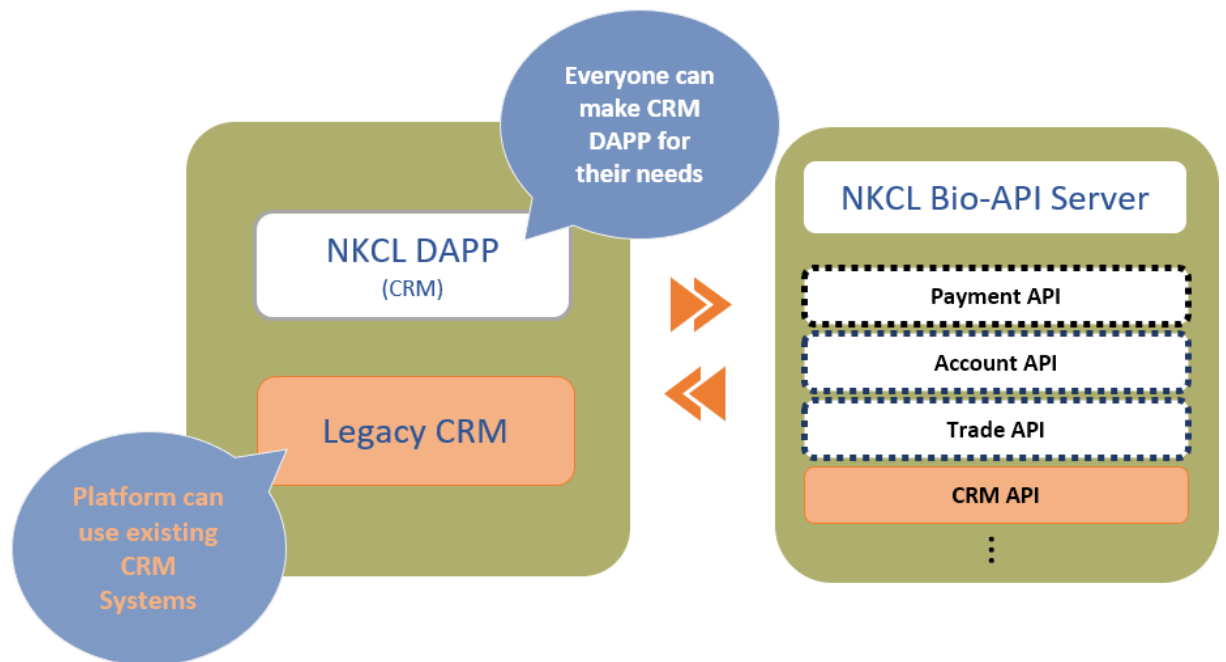 Everyone can
make CRM
DAPP for
their needs
NKCL DAPP
(CRM)
Legacy CRM
Platform can
use existing
CRM
Systems
NKCL Bio-API Server
Payment API
Account API
Trade API
CRM API
⋮